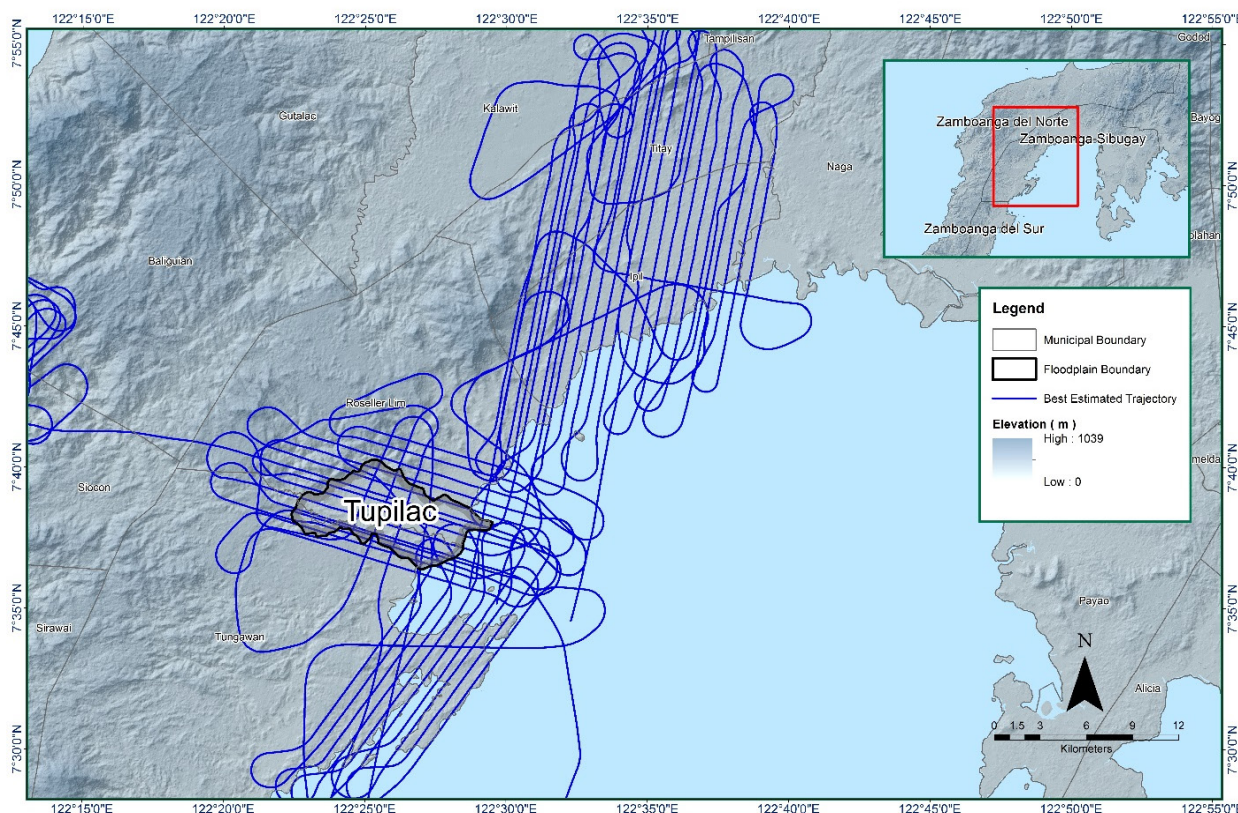 122°15'0"E 122°20'0"E 122°25'0"E 122°30'0"E 122°35'0"E 122°40'0"E 122°45'0"E 122°50'0"E 122°55'0"E
7°55'0"N 7°55'0"N
Tampilisan
Godod
Kalawit
Gutalac
Titay
Naga
Zamboanga del Norte
Zamboanga Sibugay
Zamboanga del Sur
Bayog
7°50'0"N 7°50'0"N
Baliguian
Ipil
olahan
7°45'0"N 7°45'0"N
Legend
Municipal Boundary
Floodplain Boundary
Best Estimated Trajectory
Elevation ( m )
High : 1039
Low : 0
Roseller Lim
7°40'0"N 7°40'0"N
Siocon
melda
Tupilac
7°35'0"N 7°35'0"N
Sirawai
Tungawan
Payao
N
Alicia
0 1.5 3 6 9 12
Kilometers
7°30'0"N 7°30'0"N
122°15'0"E 122°20'0"E 122°25'0"E 122°30'0"E 122°35'0"E 122°40'0"E 122°45'0"E 122°50'0"E 122°55'0"E